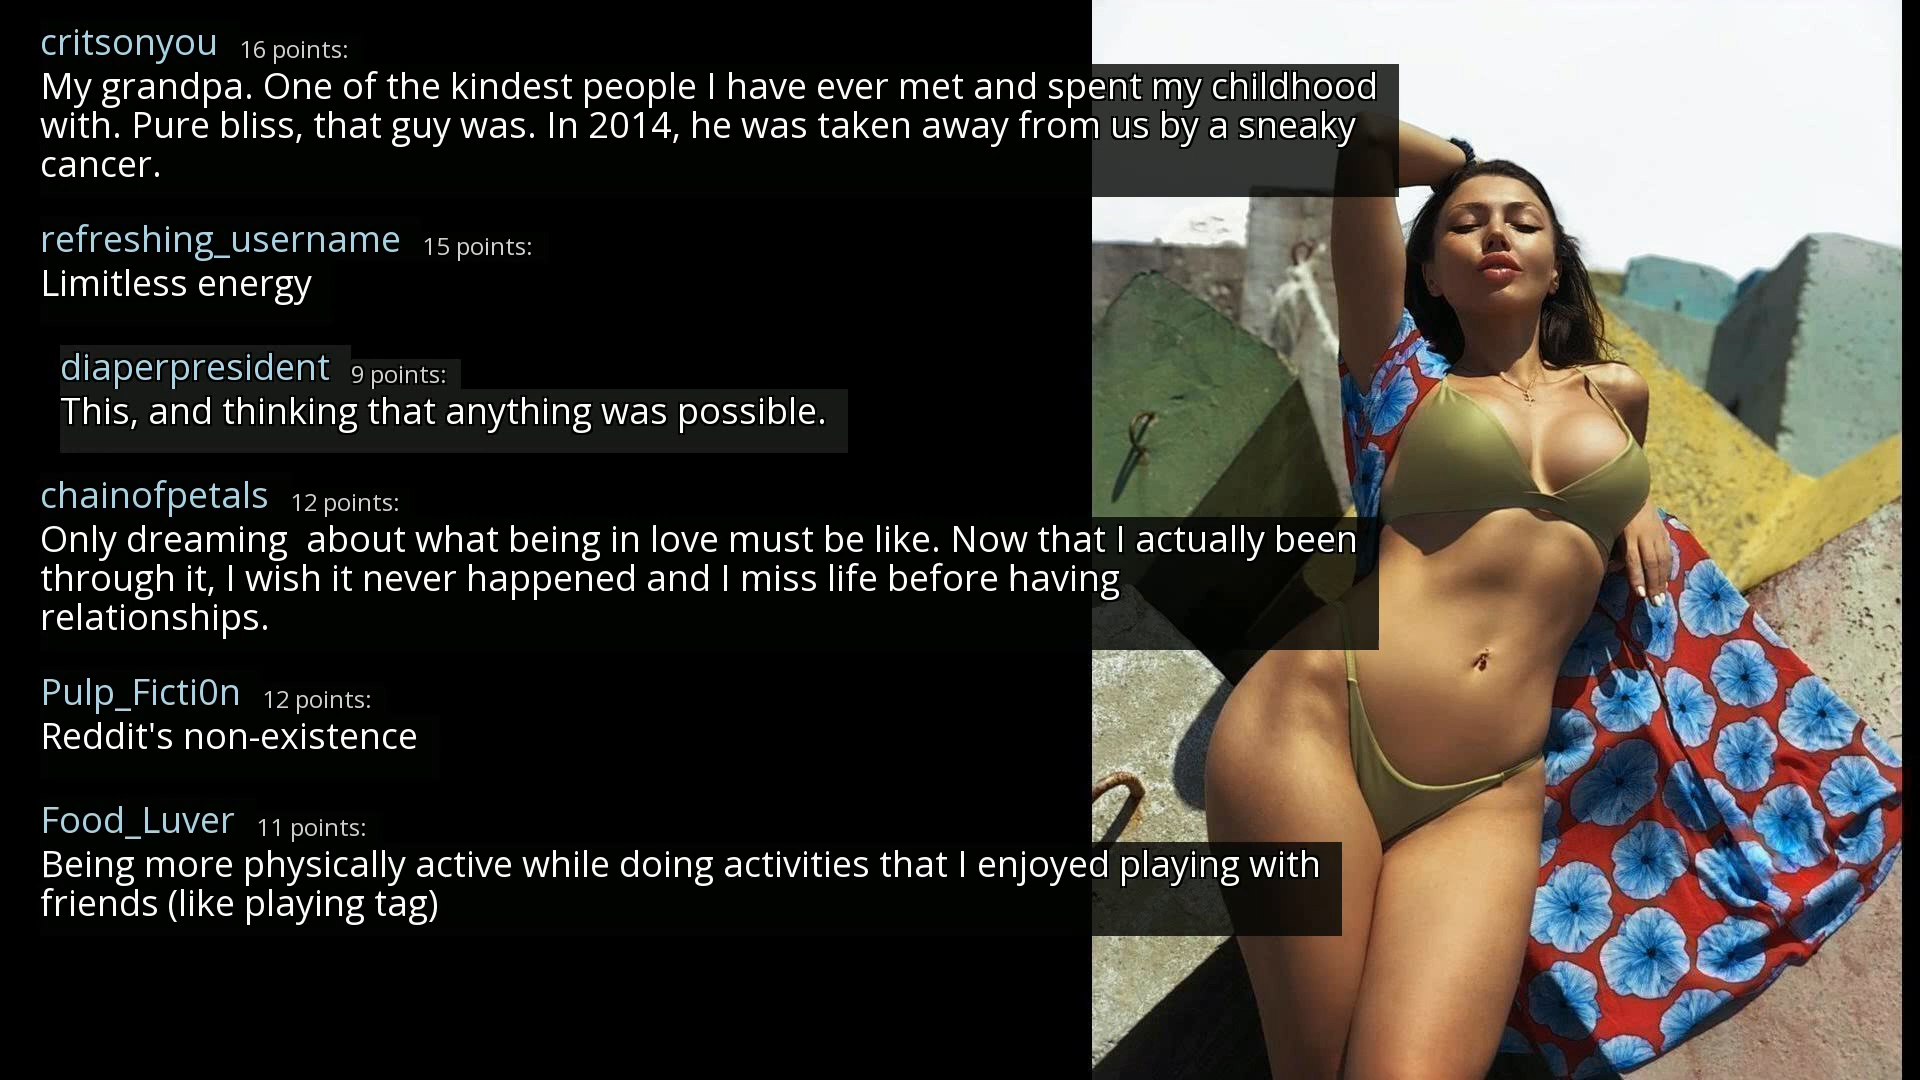 critsonyou 16 points:
My grandpa. One of the kindest people I have ever met and spent my childhood
with. Pure bliss, that guy was. In 2014, he was taken away from us by a sneaky
cancer.
refreshing_username 15 points:
Limitless energy
diaperpresident 9 points:
This, and thinking that anything was possible.
chainofpetals 12 points:
Only dreaming  about what being in love must be like. Now that I actually been
through it, I wish it never happened and I miss life before having
relationships.
Pulp_Ficti0n 12 points:
Reddit's non-existence
Food_Luver 11 points:
Being more physically active while doing activities that I enjoyed playing with
friends (like playing tag)